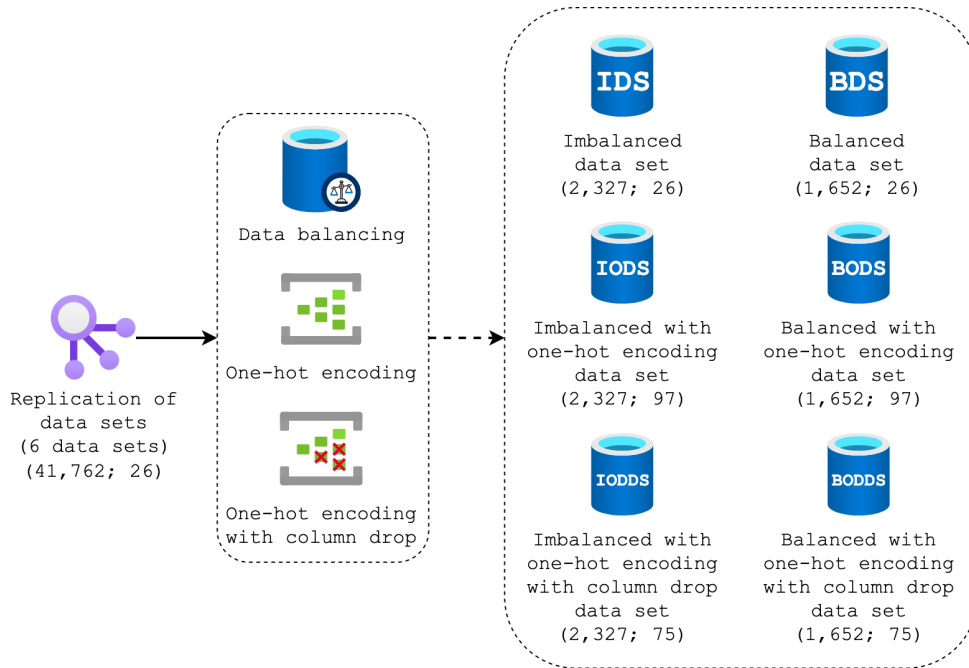 Replication of
data sets
(6 data sets)
(41,762; 26)
Data balancing
One-hot encoding
One-hot encoding
with column drop
IDS
Imbalanced
data set
(2,327; 26)
BDS
Balanced
data set
(1,652; 26)
IODS
Imbalanced with
one-hot encoding
data set
(2,327; 97)
BODS
Balanced with
one-hot encoding
data set
(1,652; 97)
IODDS
Imbalanced with
one-hot encoding
with column drop
data set
(2,327; 75)
BODDS
Balanced with
one-hot encoding
with column drop
data set
(1,652; 75)